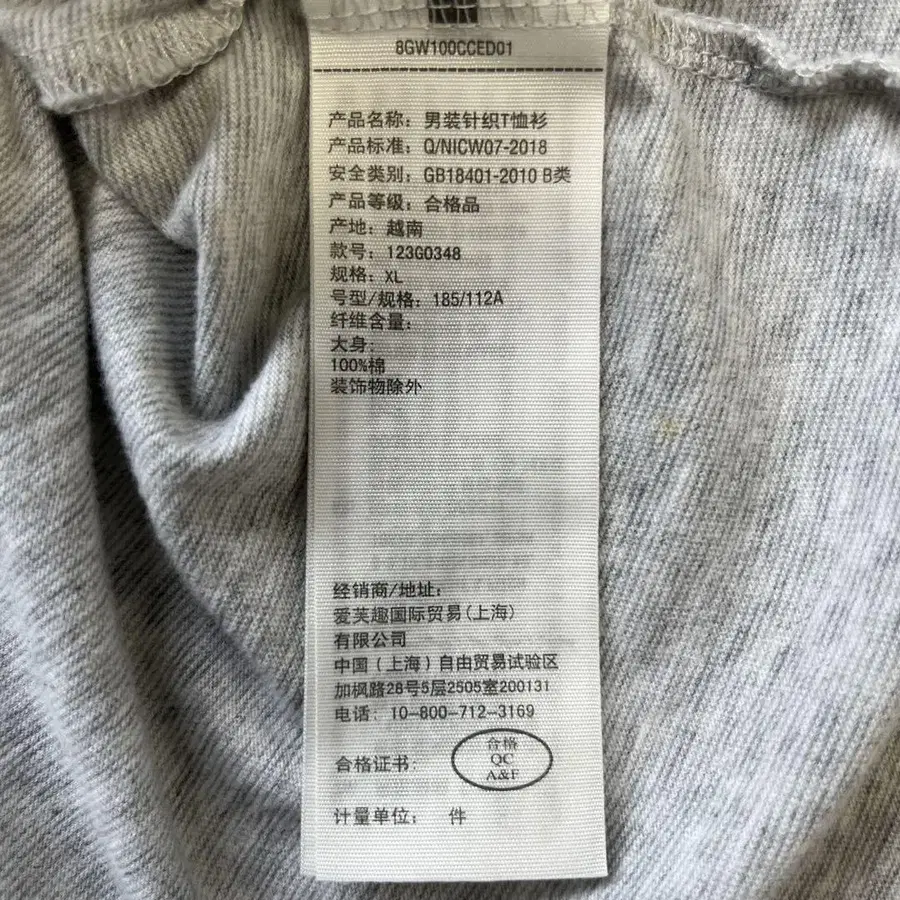 8GW100CCED01
产品名称：男装针织T恤衫
产品标准：Q/NICW07-2018
安全类别：GB18401-2010 B类
产品等级：合格品
产地：越南
款号：123G0348
规格：XL
号型/规格：185/112A
纤维含量：
大身：
100%棉
装饰物除外
经销商/地址：
爱芙趣国际贸易(上海)
有限公司
中国(上海)自由贸易试验区
加枫路28号5层2505室200131
电话：10-800-712-3169
合格证书：
合格
QC
A&F
计量单位： 件